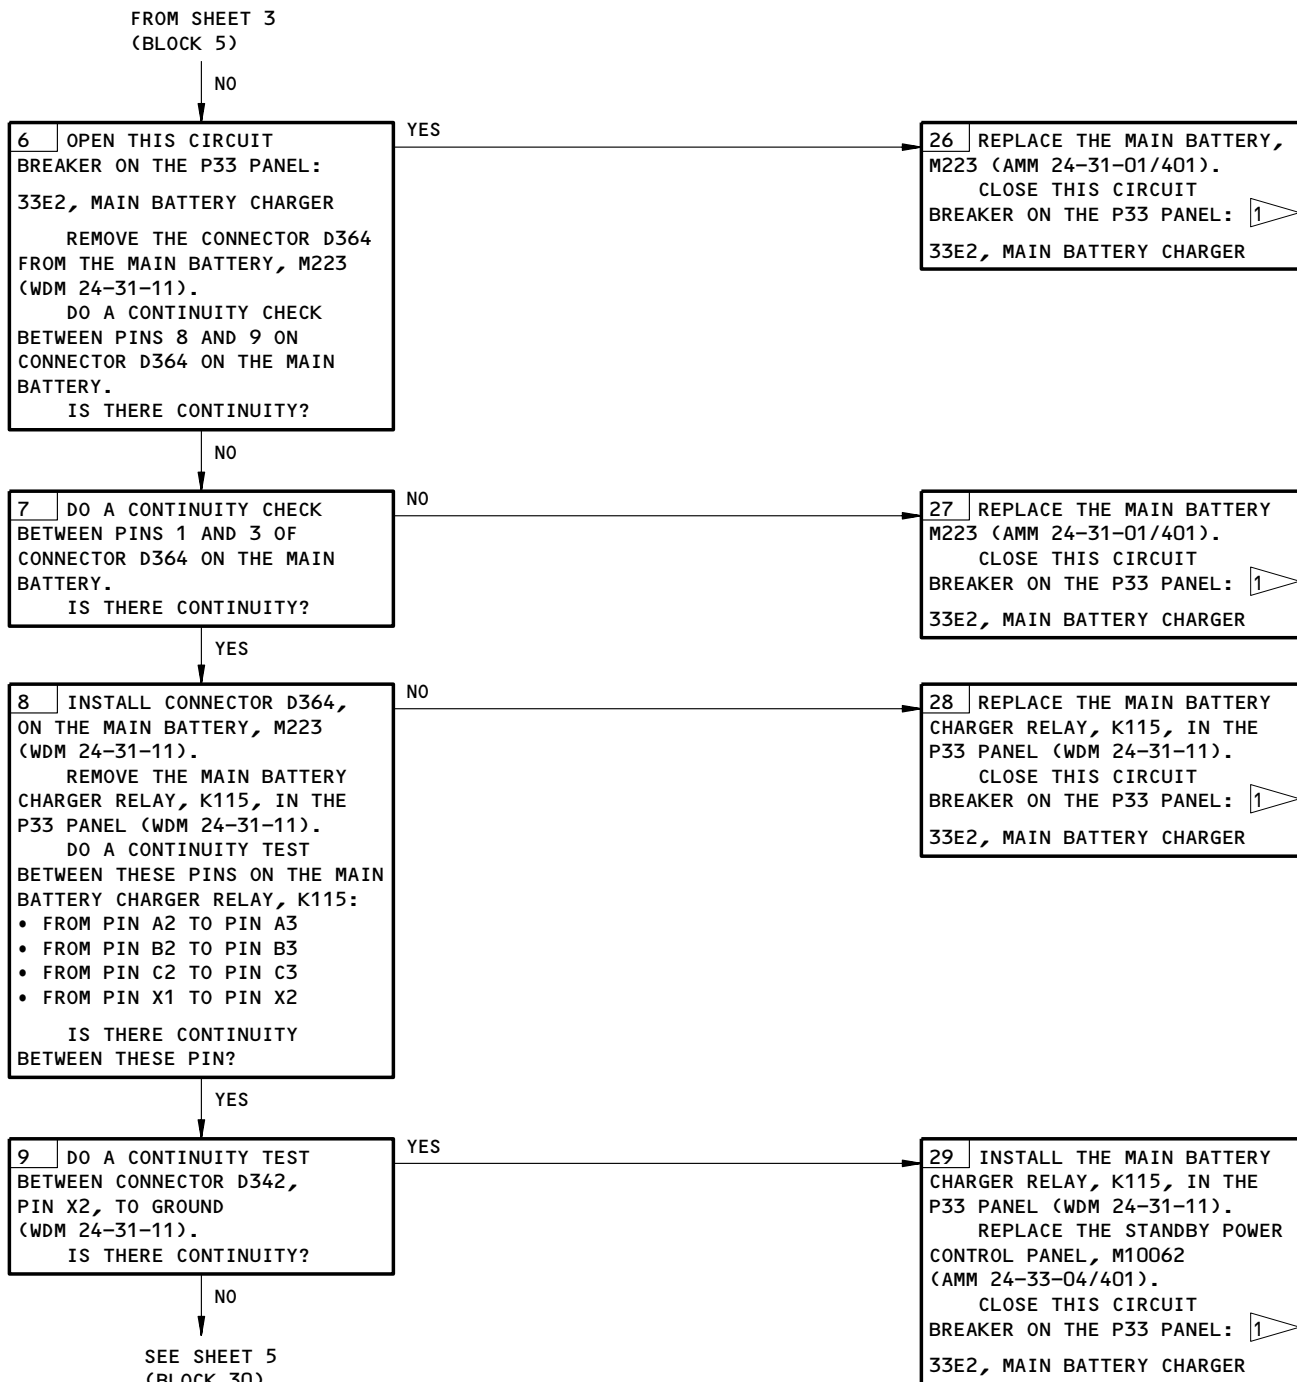 FROM SHEET 3
(BLOCK 5)
NO
6 OPEN THIS CIRCUIT
BREAKER ON THE P33 PANEL:
33E2, MAIN BATTERY CHARGER
REMOVE THE CONNECTOR D364
FROM THE MAIN BATTERY, M223
(WDM 24-31-11).
DO A CONTINUITY CHECK
BETWEEN PINS 8 AND 9 ON
CONNECTOR D364 ON THE MAIN
BATTERY.
IS THERE CONTINUITY?
YES
26 REPLACE THE MAIN BATTERY,
M223 (AMM 24-31-01/401).
CLOSE THIS CIRCUIT
BREAKER ON THE P33 PANEL: 1
33E2, MAIN BATTERY CHARGER
NO
7 DO A CONTINUITY CHECK
BETWEEN PINS 1 AND 3 OF
CONNECTOR D364 ON THE MAIN
BATTERY.
IS THERE CONTINUITY?
NO
27 REPLACE THE MAIN BATTERY
M223 (AMM 24-31-01/401).
CLOSE THIS CIRCUIT
BREAKER ON THE P33 PANEL: 1
33E2, MAIN BATTERY CHARGER
YES
8 INSTALL CONNECTOR D364,
ON THE MAIN BATTERY, M223
(WDM 24-31-11).
REMOVE THE MAIN BATTERY
CHARGER RELAY, K115, IN THE
P33 PANEL (WDM 24-31-11).
DO A CONTINUITY TEST
BETWEEN THESE PINS ON THE MAIN
BATTERY CHARGER RELAY, K115:
• FROM PIN A2 TO PIN A3
• FROM PIN B2 TO PIN B3
• FROM PIN C2 TO PIN C3
• FROM PIN X1 TO PIN X2
IS THERE CONTINUITY
BETWEEN THESE PIN?
NO
28 REPLACE THE MAIN BATTERY
CHARGER RELAY, K115, IN THE
P33 PANEL (WDM 24-31-11).
CLOSE THIS CIRCUIT
BREAKER ON THE P33 PANEL: 1
33E2, MAIN BATTERY CHARGER
YES
9 DO A CONTINUITY TEST
BETWEEN CONNECTOR D342,
PIN X2, TO GROUND
(WDM 24-31-11).
IS THERE CONTINUITY?
YES
29 INSTALL THE MAIN BATTERY
CHARGER RELAY, K115, IN THE
P33 PANEL (WDM 24-31-11).
REPLACE THE STANDBY POWER
CONTROL PANEL, M10062
(AMM 24-33-04/401).
CLOSE THIS CIRCUIT
BREAKER ON THE P33 PANEL: 1
33E2, MAIN BATTERY CHARGER
NO
SEE SHEET 5
(BLOCK 30)